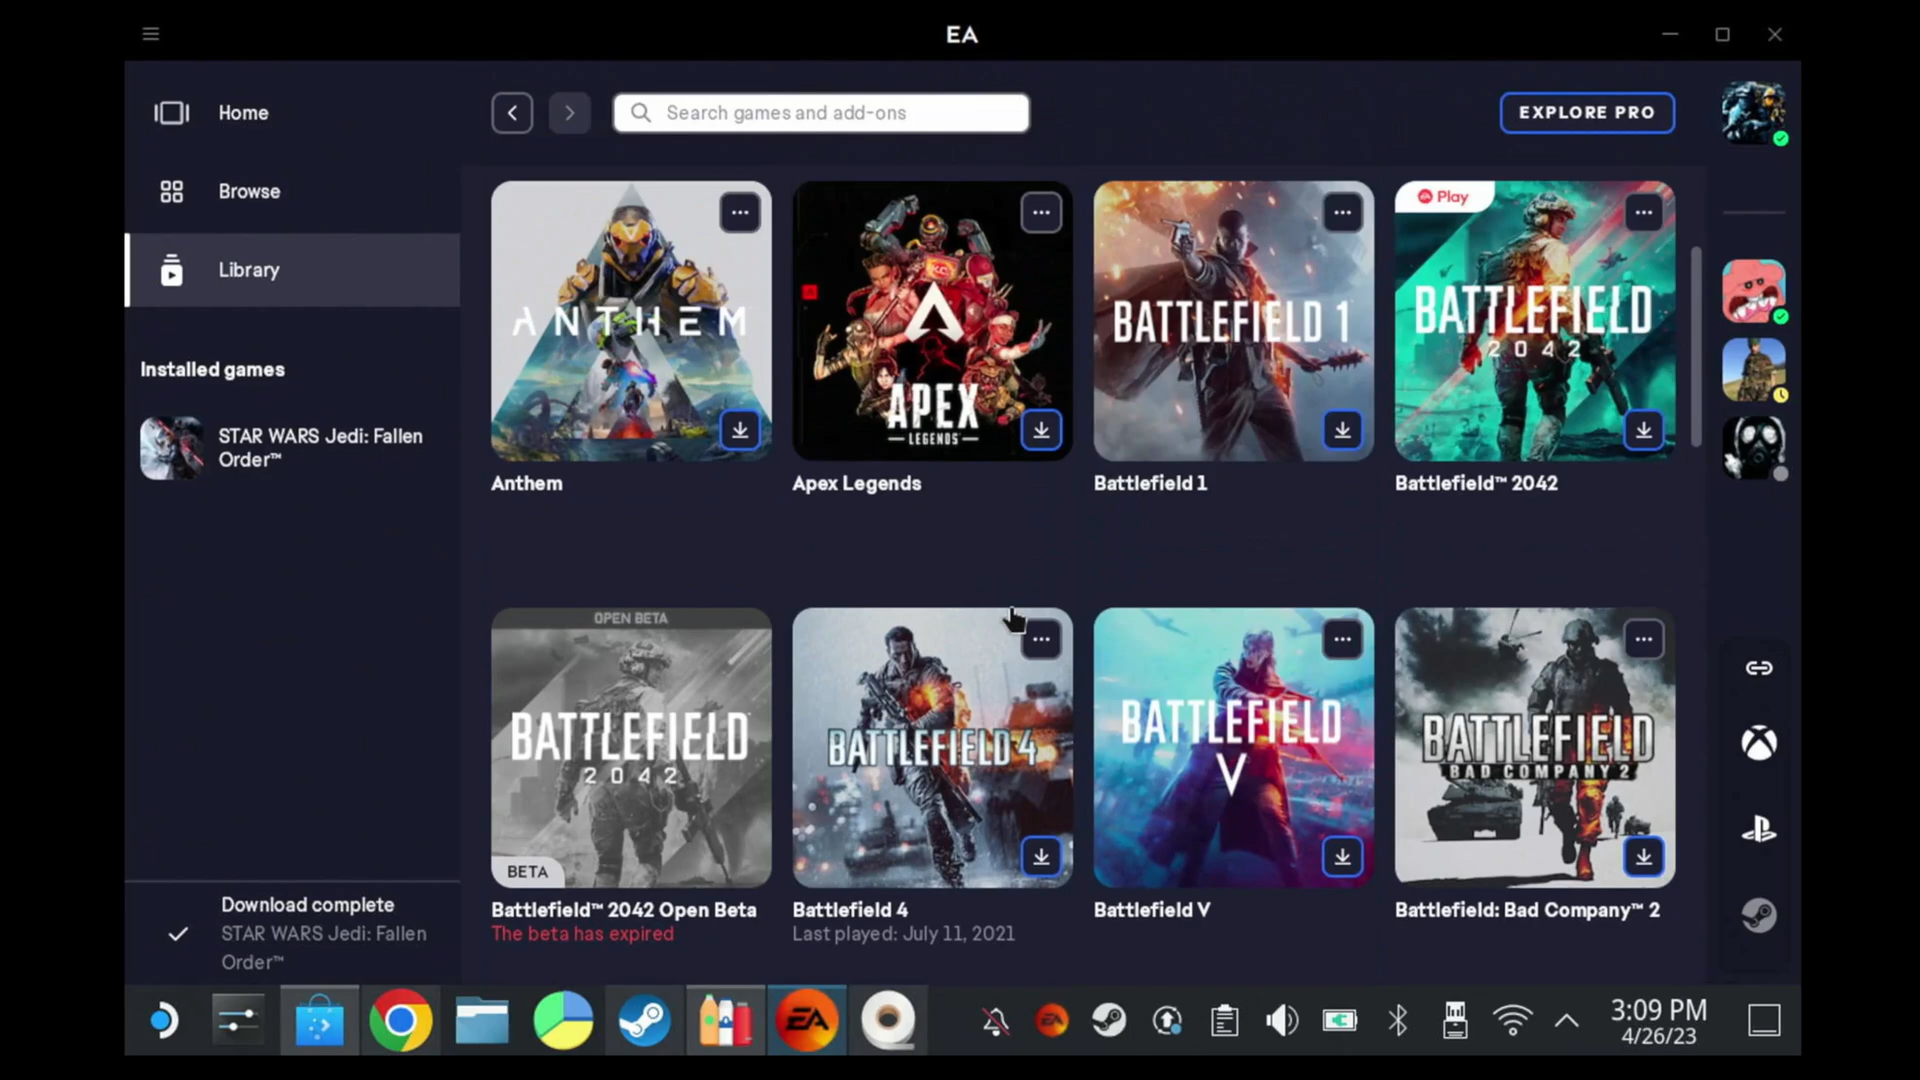 EA
Home
Search games and add-ons
EXPLORE PRO
Browse
Library
Installed games
STAR WARS Jedi: Fallen
Order™
ANTHEM
Anthem
APEX
LEGENDS
Apex Legends
BATTLEFIELD 1
Battlefield 1
EA Play
BATTLEFIELD
2042
Battlefield™ 2042
OPEN BETA
BATTLEFIELD
2042
BETA
Battlefield™ 2042 Open Beta
The beta has expired
BATTLEFIELD 4
Battlefield 4
Last played: July 11, 2021
BATTLEFIELD
V
Battlefield V
BATTLEFIELD
BAD COMPANY 2
Battlefield: Bad Company™ 2
Download complete
STAR WARS Jedi: Fallen
Order™
EA
EA
3:09 PM
4/26/23